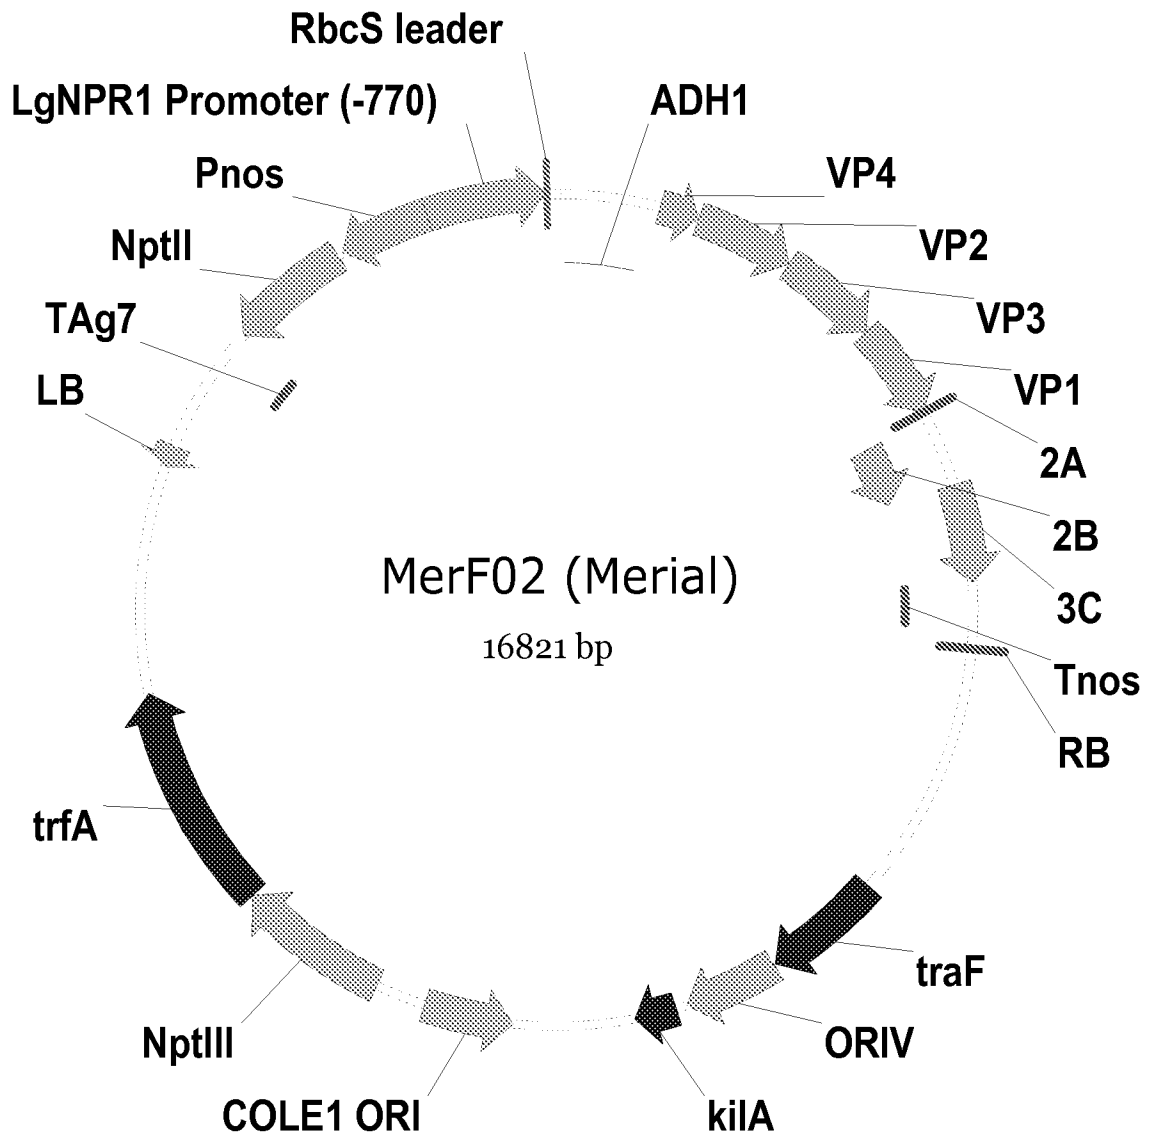 RbcS leader
LgNPR1 Promoter (-770)
ADH1
Pnos
VP4
NptII
VP2
TAg7
VP3
LB
VP1
2A
2B
MerF02 (Merial)
3C
16821 bp
Tnos
RB
trfA
traF
NptIII
ORIV
COLE1 ORI
kilA